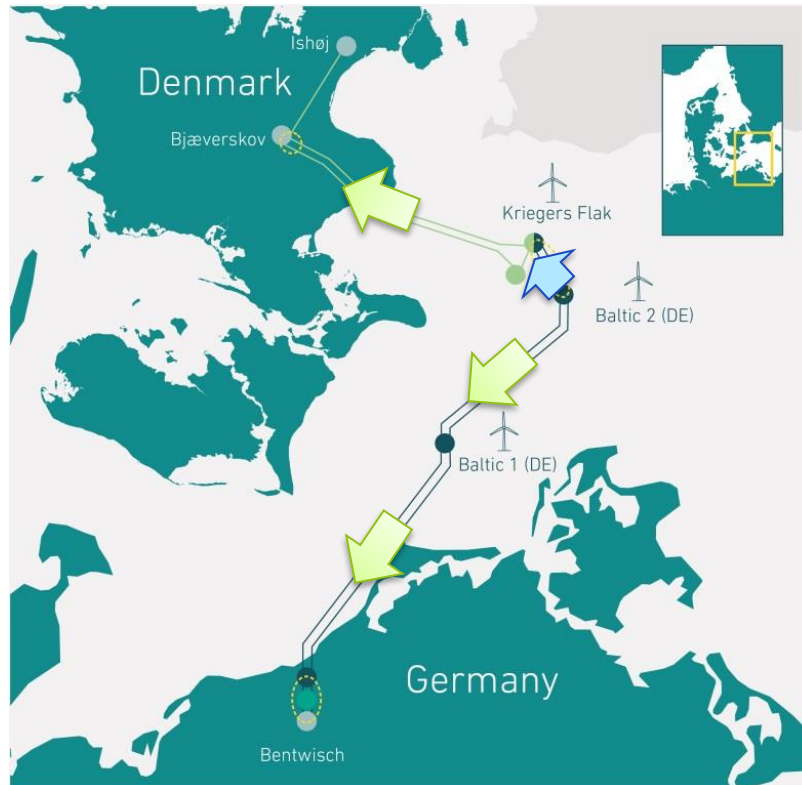 Ishøj
Denmark
Bjæverskov
Kriegers Flak
Baltic 2 (DE)
Baltic 1 (DE)
Germany
Bentwisch